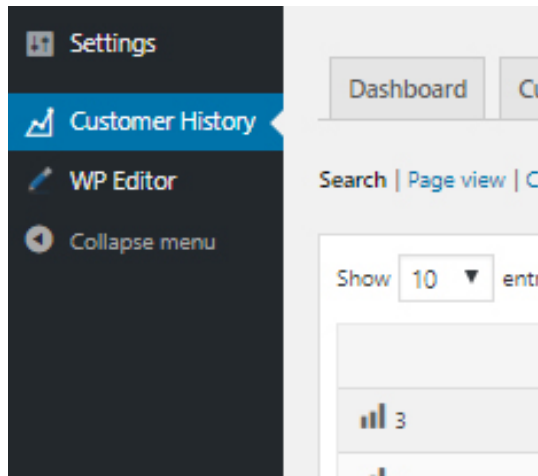 Settings
Customer History
WP Editor
Collapse menu
Dashboard
Search | Page view |
Show 10
3